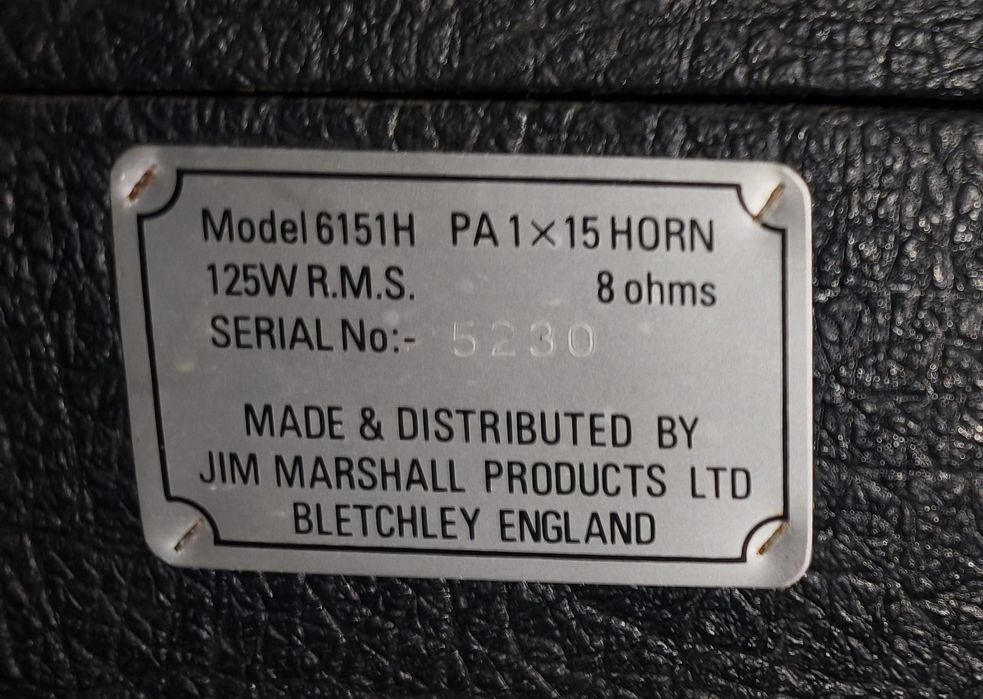 Model 6151H PA 1×15 HORN
125W R.M.S. 8 ohms
SERIAL No:- 5230
MADE & DISTRIBUTED BY
JIM MARSHALL PRODUCTS LTD
BLETCHLEY ENGLAND